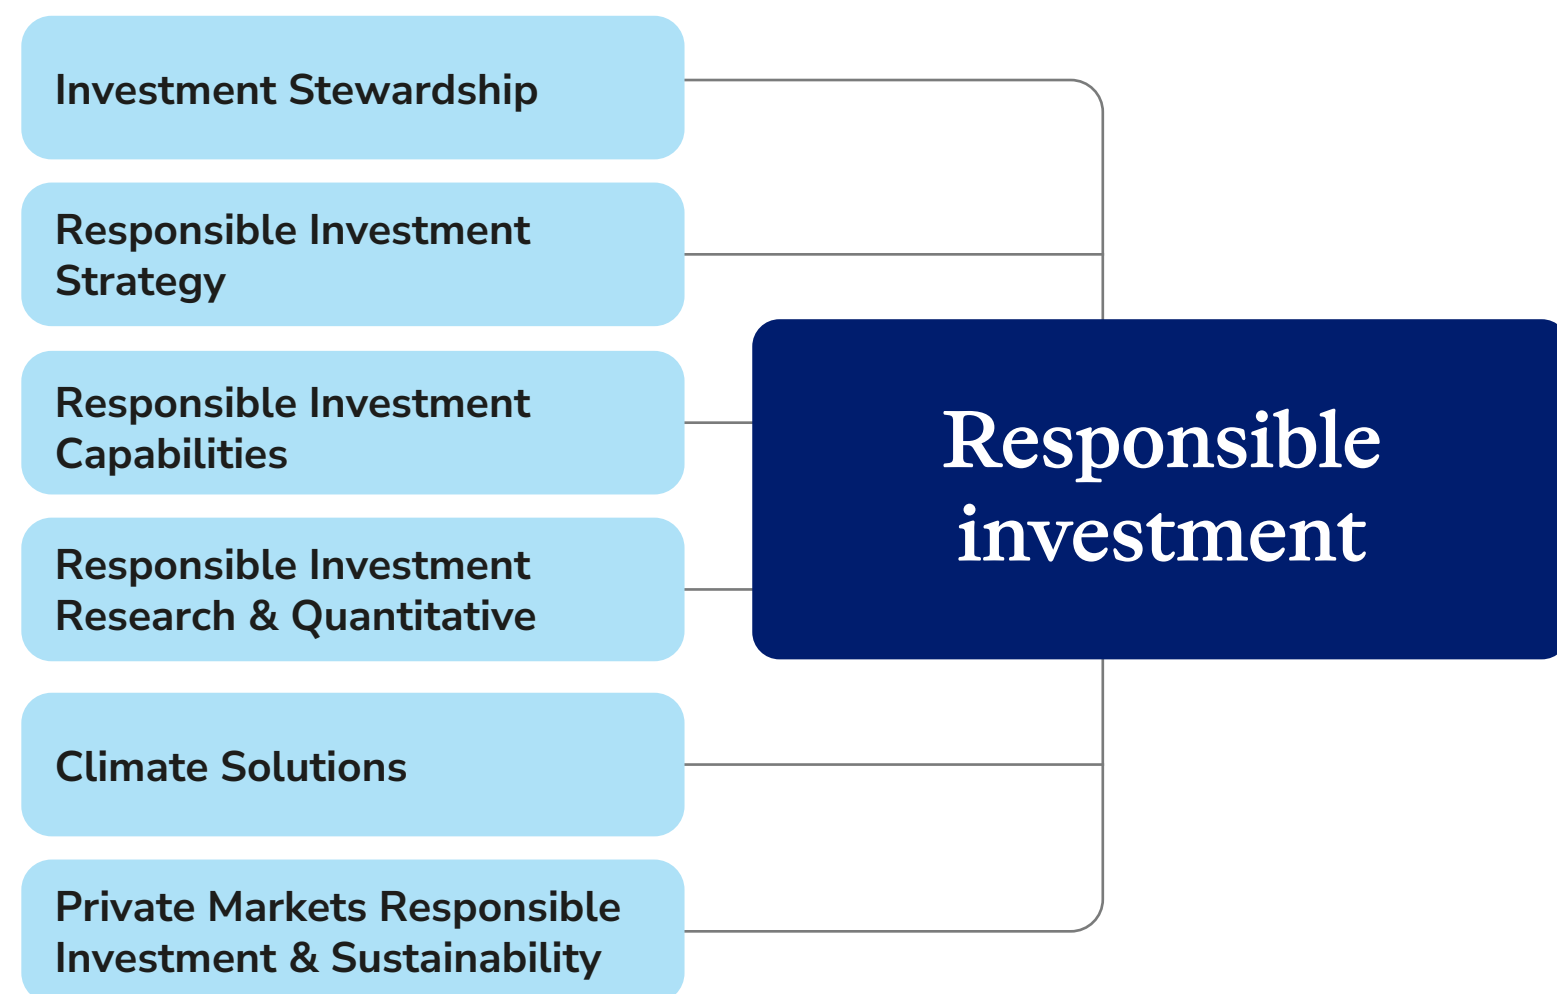 Investment Stewardship
Responsible Investment
Strategy
Responsible Investment
Capabilities
Responsible Investment
Research & Quantitative
Climate Solutions
Private Markets Responsible
Investment & Sustainability
Responsible
investment